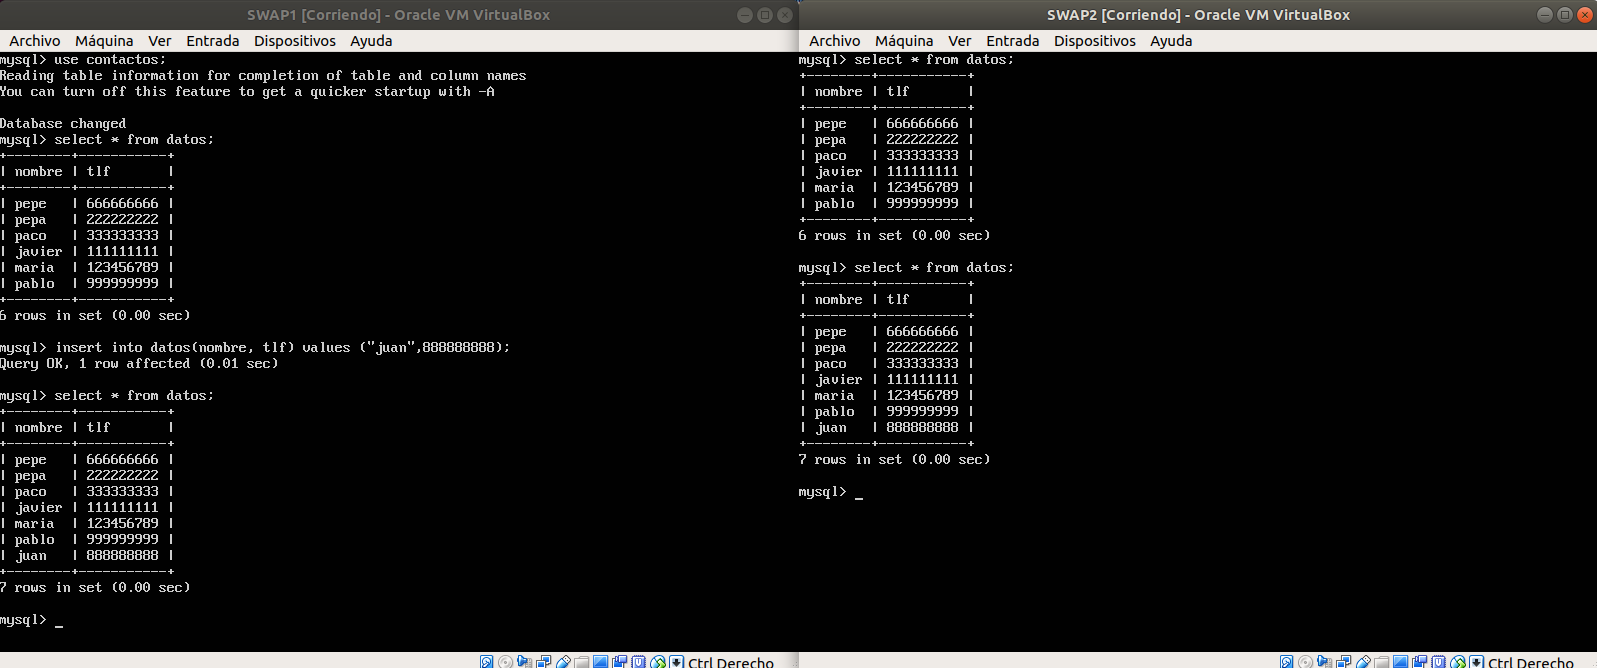 SWAP1 [Corriendo] - Oracle VM VirtualBox
Archivo Máquina Ver Entrada Dispositivos Ayuda
mysql> use contactos;
Reading table information for completion of table and column names
You can turn off this feature to get a quicker startup with -A
Database changed
mysql> select * from datos;
+--------+-----------+
| nombre | tlf       |
+--------+-----------+
| pepe   | 666666666 |
| pepa   | 222222222 |
| paco   | 333333333 |
| javier | 111111111 |
| maria  | 123456789 |
| pablo  | 999999999 |
+--------+-----------+
6 rows in set (0.00 sec)
mysql> insert into datos(nombre, tlf) values ("juan",888888888);
Query OK, 1 row affected (0.01 sec)
mysql> select * from datos;
+--------+-----------+
| nombre | tlf       |
+--------+-----------+
| pepe   | 666666666 |
| pepa   | 222222222 |
| paco   | 333333333 |
| javier | 111111111 |
| maria  | 123456789 |
| pablo  | 999999999 |
| juan   | 888888888 |
+--------+-----------+
7 rows in set (0.00 sec)
mysql> _
Ctrl Derecho
SWAP2 [Corriendo] - Oracle VM VirtualBox
Archivo Máquina Ver Entrada Dispositivos Ayuda
mysql> select * from datos;
+--------+-----------+
| nombre | tlf       |
+--------+-----------+
| pepe   | 666666666 |
| pepa   | 222222222 |
| paco   | 333333333 |
| javier | 111111111 |
| maria  | 123456789 |
| pablo  | 999999999 |
+--------+-----------+
6 rows in set (0.00 sec)
mysql> select * from datos;
+--------+-----------+
| nombre | tlf       |
+--------+-----------+
| pepe   | 666666666 |
| pepa   | 222222222 |
| paco   | 333333333 |
| javier | 111111111 |
| maria  | 123456789 |
| pablo  | 999999999 |
| juan   | 888888888 |
+--------+-----------+
7 rows in set (0.00 sec)
mysql> _
Ctrl Derecho